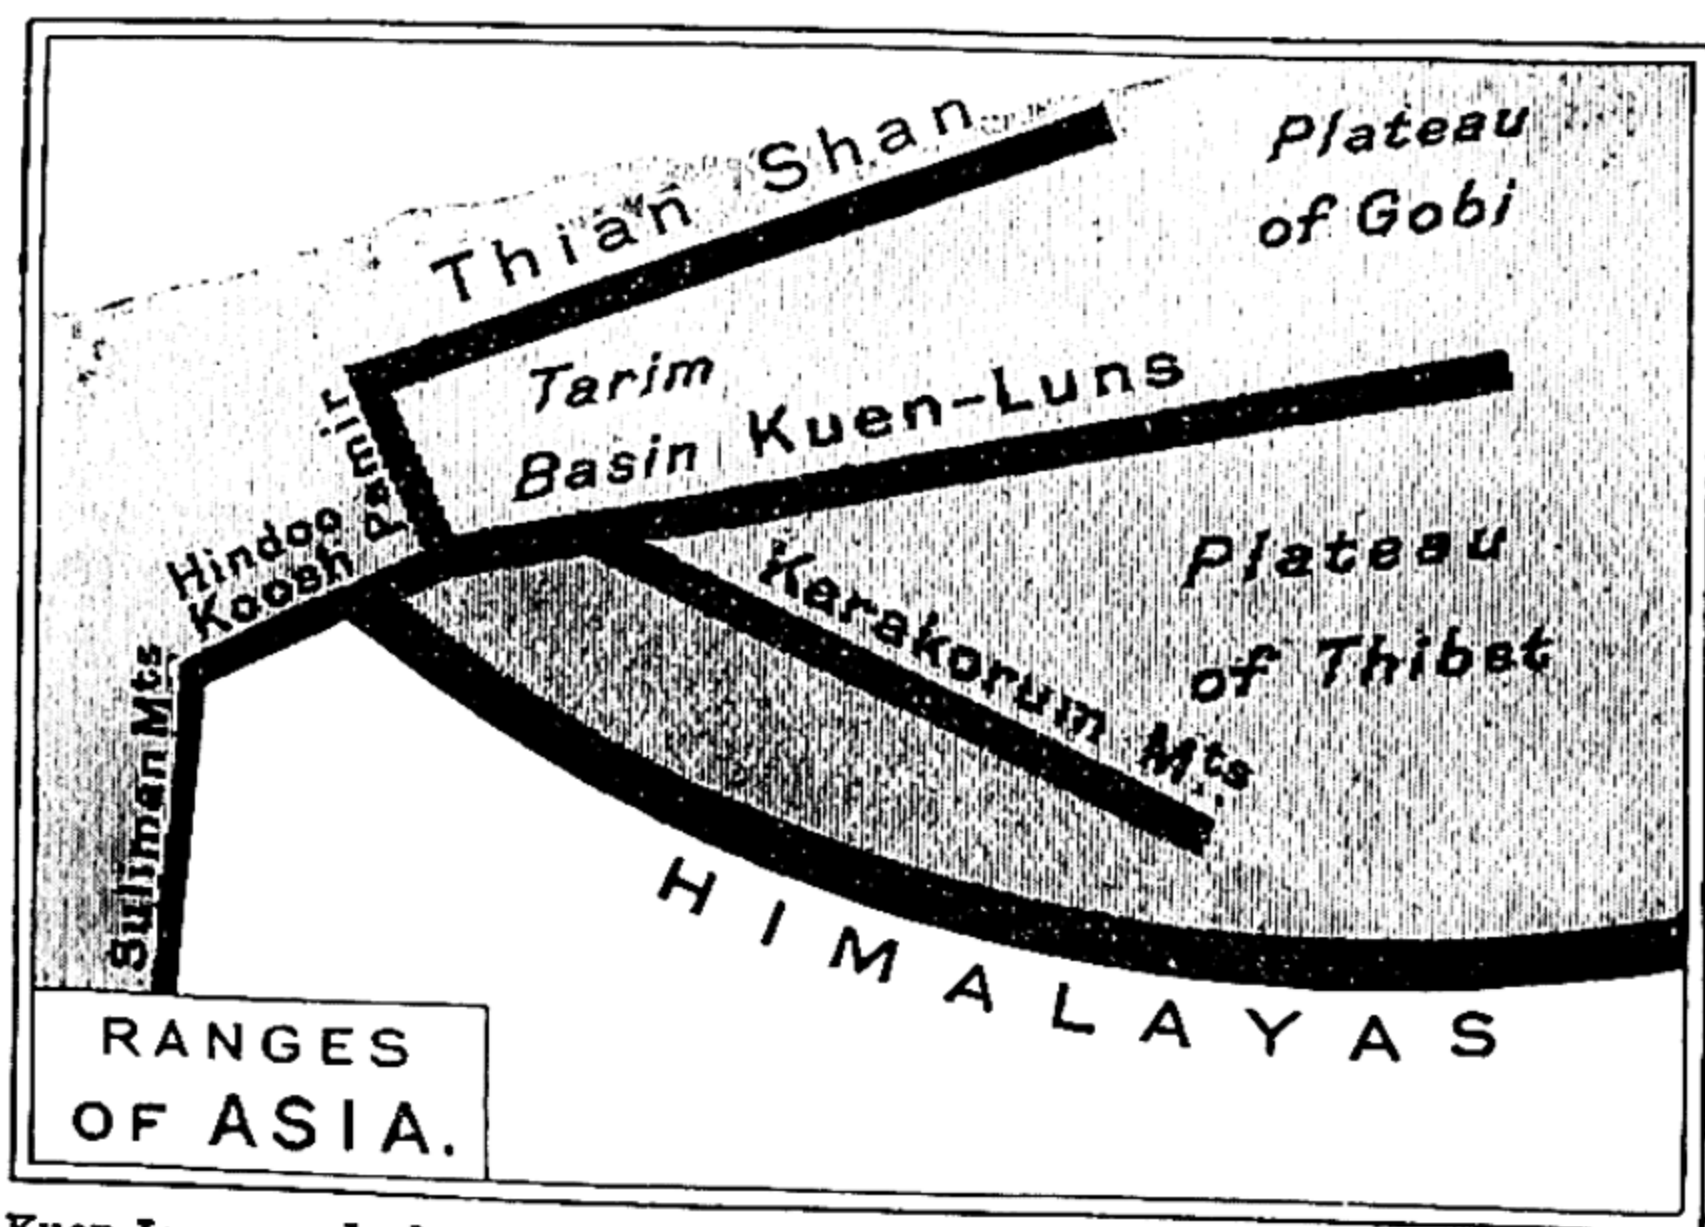 Thian Shan
Plateau
of Gobi
Tarim
Basin
Kuen-Luns
Pamir
Hindoo
Koosh
Karakorum Mts
Plateau
of Thibet
Suliman Mts
HIMALAYAS
RANGES
OF ASIA.